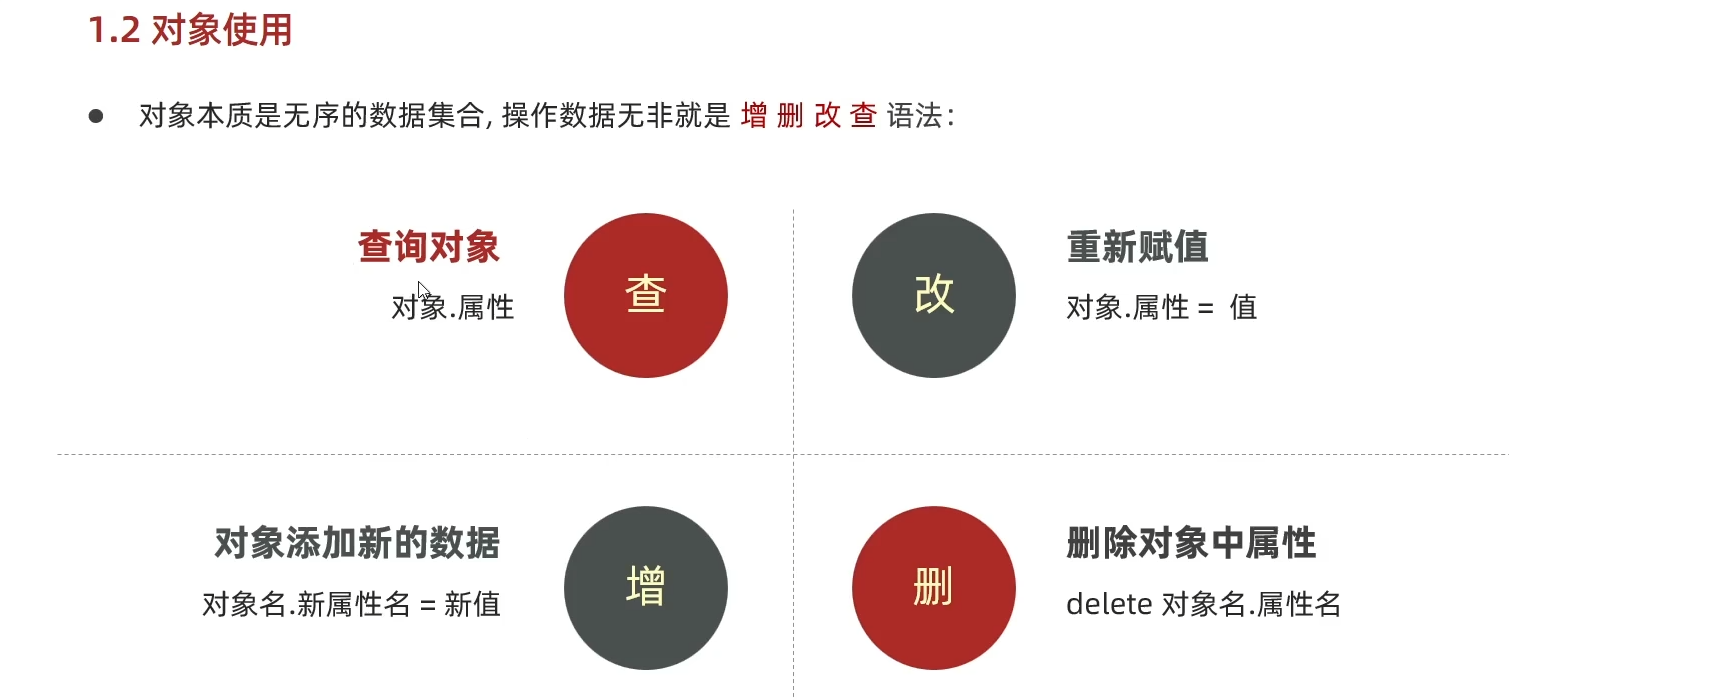 1.2 对象使用
● 对象本质是无序的数据集合, 操作数据无非就是 增 删 改 查 语法：
查询对象
对象.属性
查
改
重新赋值
对象.属性 = 值
对象添加新的数据
对象名.新属性名 = 新值
增
删
删除对象中属性
delete 对象名.属性名